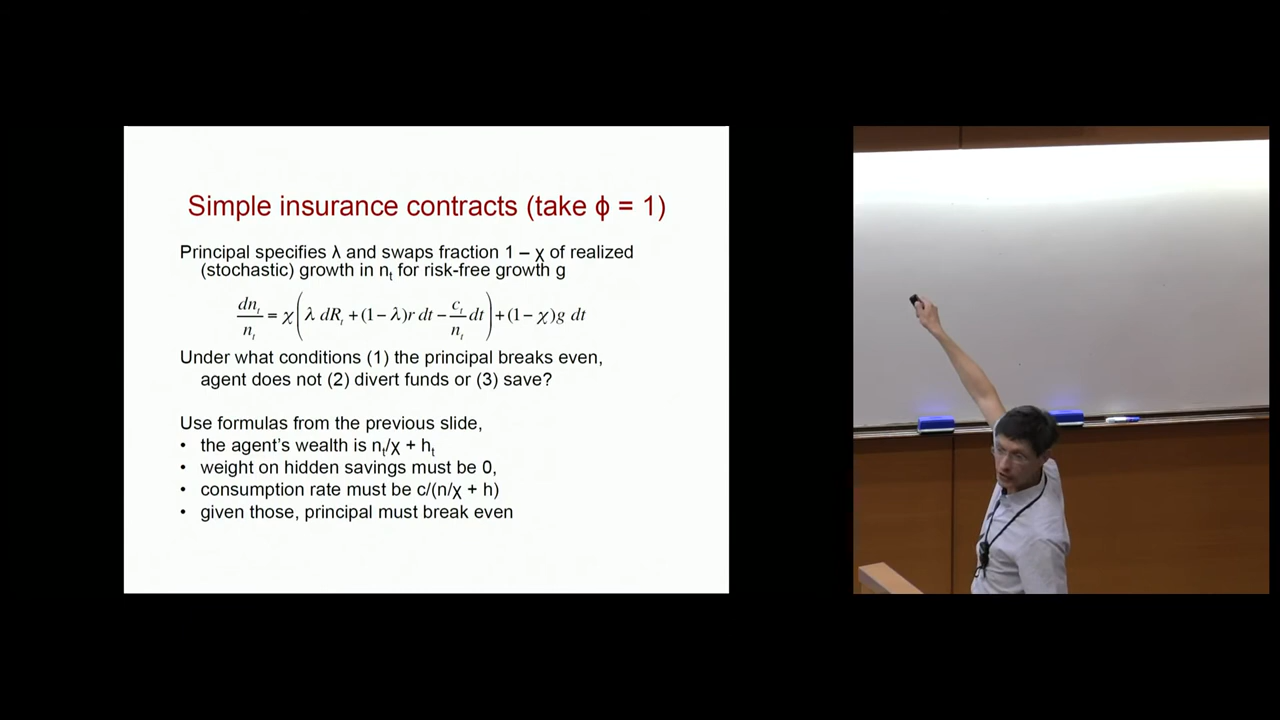 Simple insurance contracts (take ϕ = 1)
Principal specifies λ and swaps fraction 1 – χ of realized
(stochastic) growth in nₜ for risk-free growth g
dnₜ/nₜ = χ(λ dRₜ + (1 − λ)r dt − cₜ/nₜ dt) + (1 − χ)g dt
Under what conditions (1) the principal breaks even,
agent does not (2) divert funds or (3) save?
Use formulas from the previous slide,
• the agent's wealth is nₜ/χ + hₜ
• weight on hidden savings must be 0,
• consumption rate must be c/(n/χ + h)
• given those, principal must break even